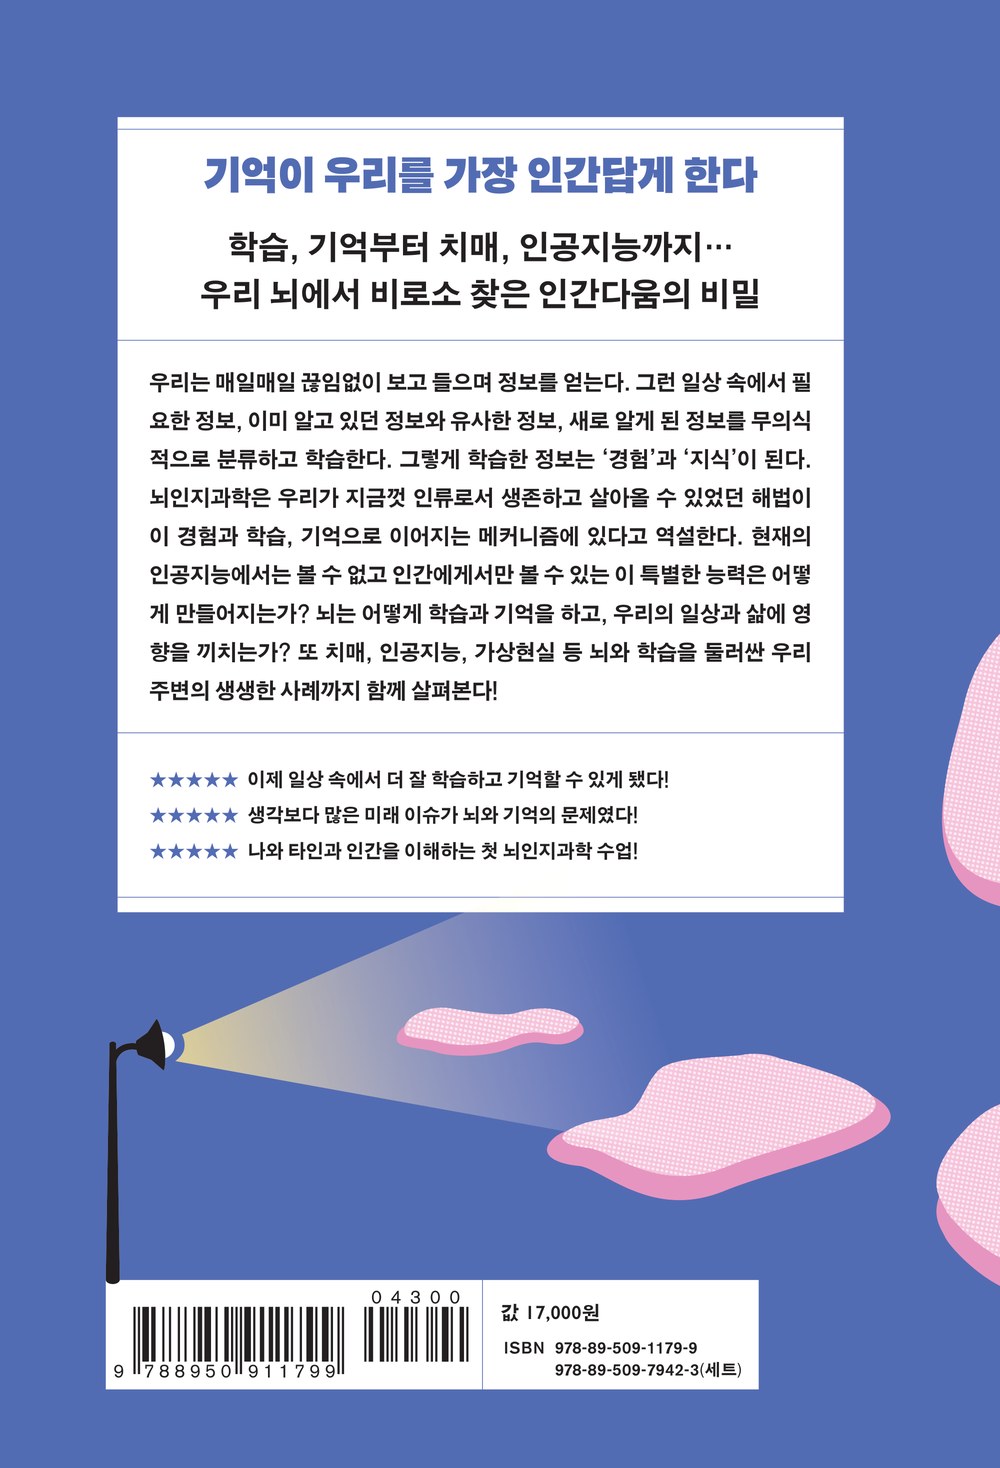 기억이 우리를 가장 인간답게 한다
학습, 기억부터 치매, 인공지능까지…
우리 뇌에서 비로소 찾은 인간다움의 비밀
우리는 매일매일 끊임없이 보고 들으며 정보를 얻는다. 그런 일상 속에서 필
요한 정보, 이미 알고 있던 정보와 유사한 정보, 새로 알게 된 정보를 무의식
적으로 분류하고 학습한다. 그렇게 학습한 정보는 ‘경험’과 ‘지식’이 된다.
뇌인지과학은 우리가 지금껏 인류로서 생존하고 살아올 수 있었던 해법이
이 경험과 학습, 기억으로 이어지는 메커니즘에 있다고 역설한다. 현재의
인공지능에서는 볼 수 없고 인간에게서만 볼 수 있는 이 특별한 능력은 어떻
게 만들어지는가? 뇌는 어떻게 학습과 기억을 하고, 우리의 일상과 삶에 영
향을 끼치는가? 또 치매, 인공지능, 가상현실 등 뇌와 학습을 둘러싼 우리
주변의 생생한 사례까지 함께 살펴본다!
★★★★★ 이제 일상 속에서 더 잘 학습하고 기억할 수 있게 됐다!
★★★★★ 생각보다 많은 미래 이슈가 뇌와 기억의 문제였다!
★★★★★ 나와 타인과 인간을 이해하는 첫 뇌인지과학 수업!
04300
9 788950 911799
값 17,000원
ISBN 978-89-509-1179-9
978-89-509-7942-3(세트)